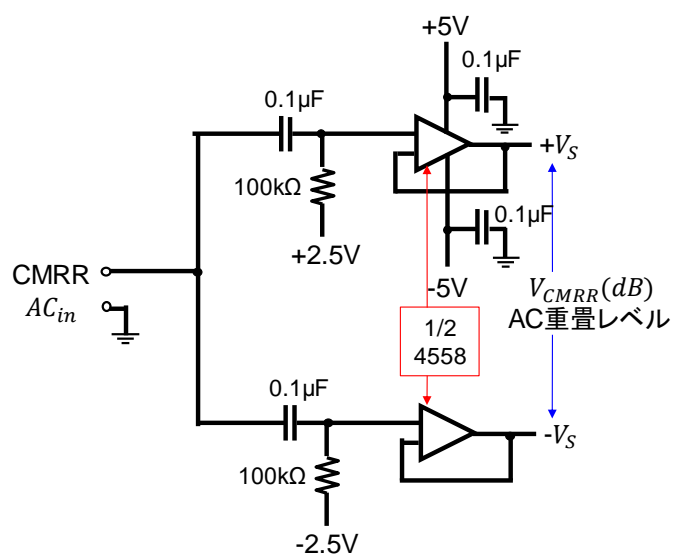 +5V
0.1μF
0.1μF
+V_S
100kΩ
+2.5V
0.1μF
CMRR
AC_in
-5V
V_CMRR(dB)
AC重畳レベル
1/2
4558
0.1μF
-V_S
100kΩ
-2.5V